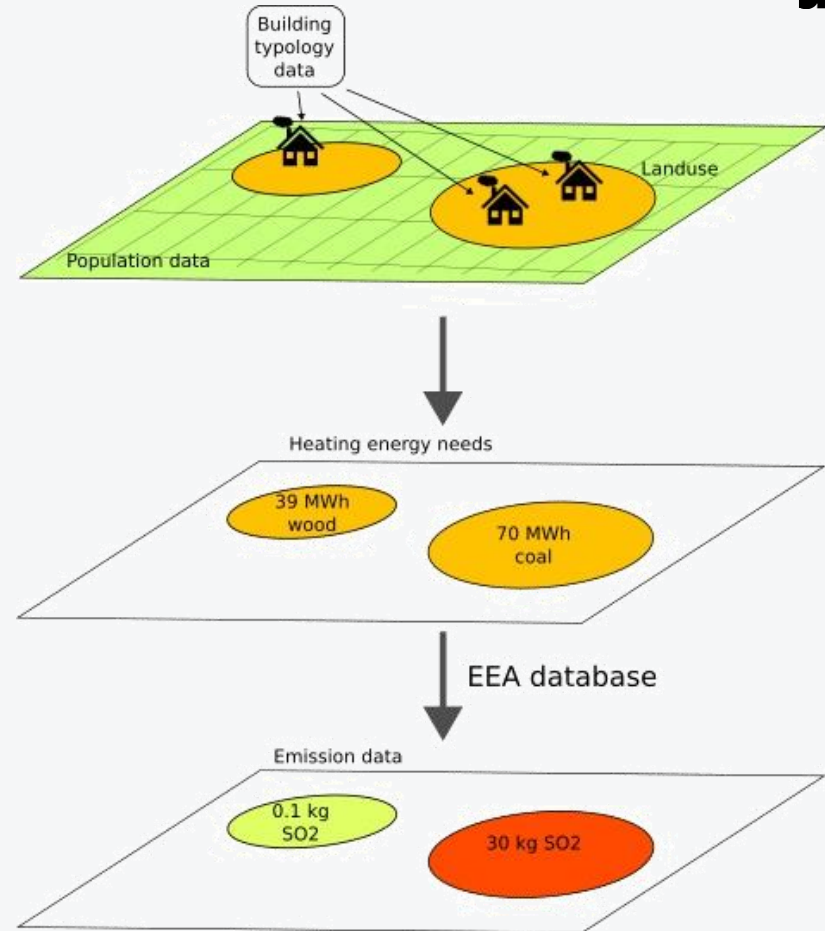 Building
typology
data
Landuse
Population data
Heating energy needs
39 MWh
wood
70 MWh
coal
EEA database
Emission data
0.1 kg
SO2
30 kg SO2